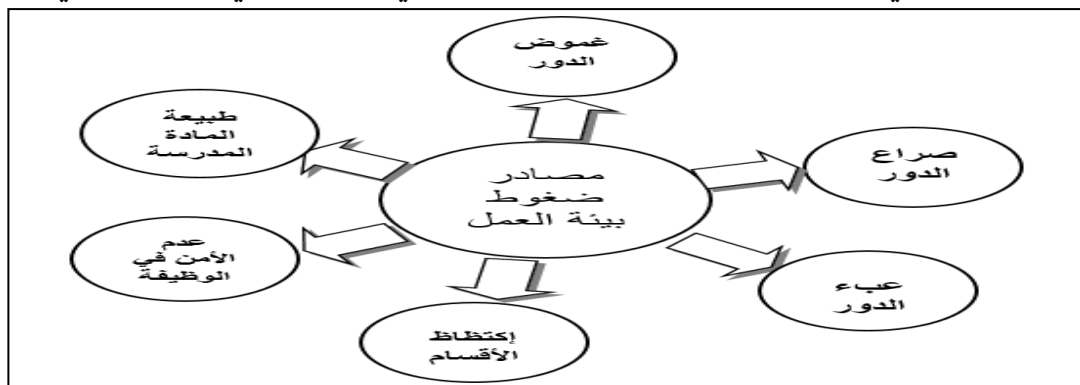 غموض
الدور
طبيعة
المادة
المدرسة
صراع
الدور
مصادر
ضغوط
بيئة العمل
عدم
الأمن في
الوظيفة
عبء
الدور
إكتظاظ
الأقسام